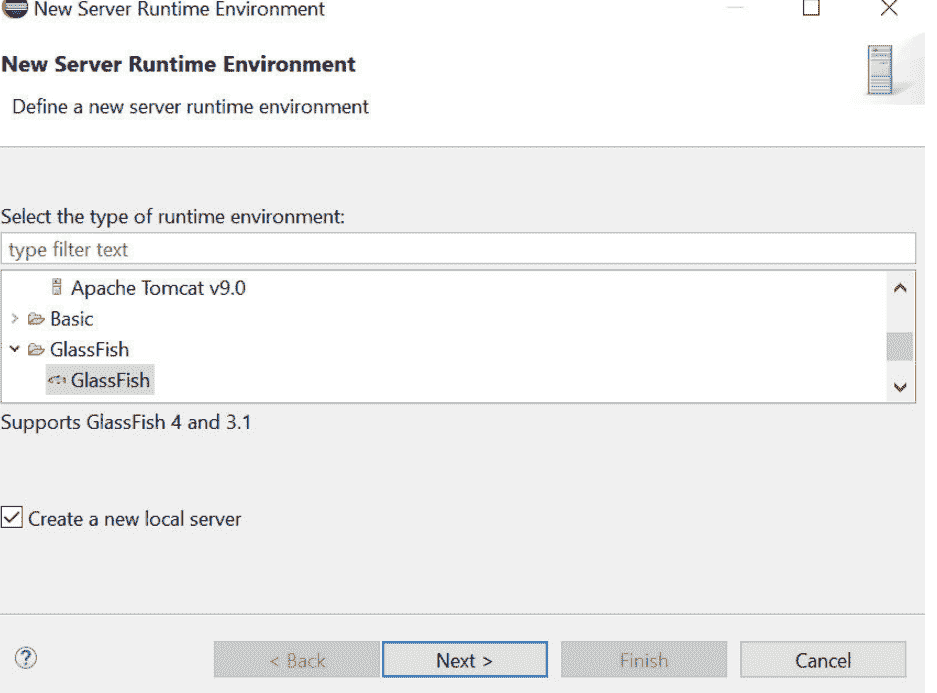 New Server Runtime Environment
New Server Runtime Environment
Define a new server runtime environment
Select the type of runtime environment:
type filter text
Apache Tomcat v9.0
Basic
GlassFish
GlassFish
Supports GlassFish 4 and 3.1
Create a new local server
? < Back Next > Finish Cancel